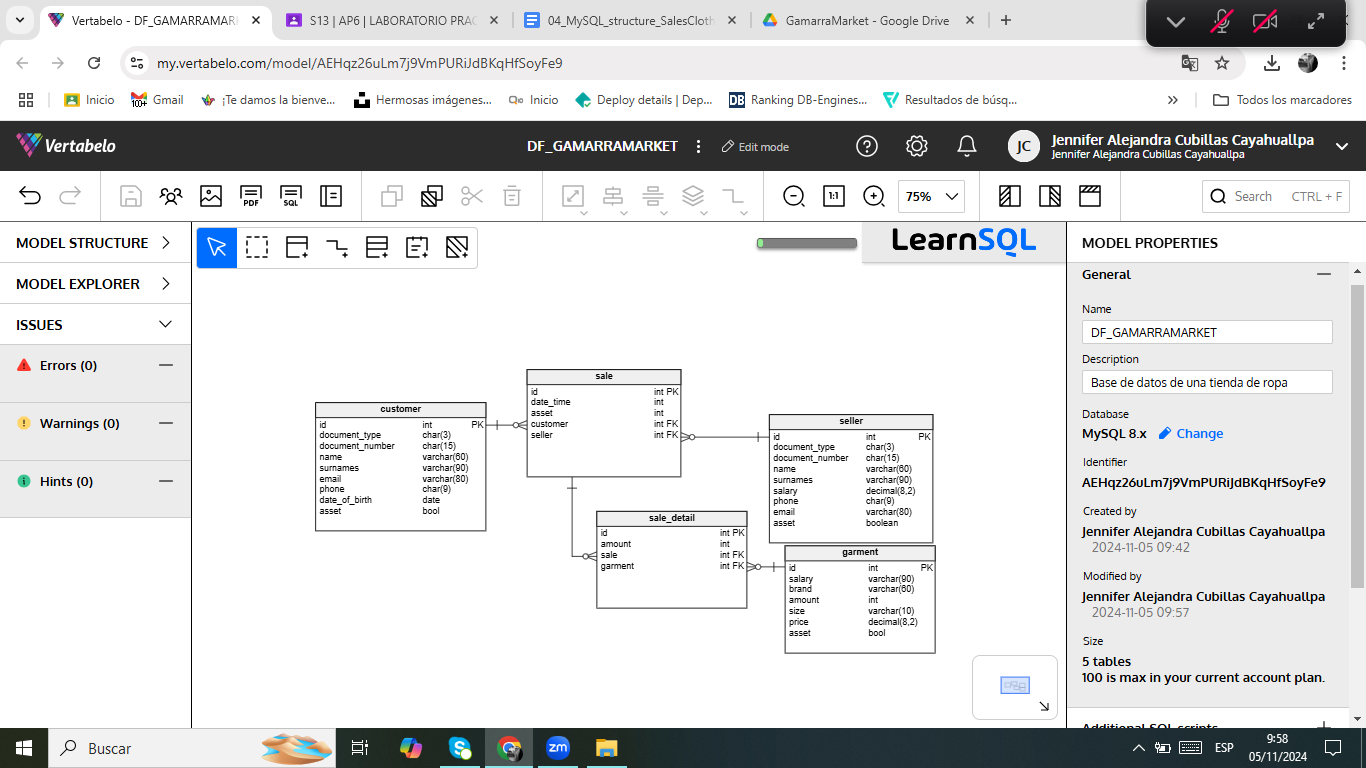 Vertabelo - DF_GAMARRAMARK
S13 | AP6 | LABORATORIO PRAC
04_MySQL_structure_SalesCloth
GamarraMarket - Google Drive
my.vertabelo.com/model/AEHqz26uLm7j9VmPURiJdBKqHfSoyFe9
Inicio
100+
Gmail
¡Te damos la bienve...
Hermosas imágenes...
Inicio
Deploy details | Dep...
DB
Ranking DB-Engines...
Resultados de búsq...
»
Todos los marcadores
Vertabelo
DF_GAMARRAMARKET
Edit mode
JC
Jennifer Alejandra Cubillas Cayahuallpa
Jennifer Alejandra Cubillas Cayahuallpa
PDF
SQL
1:1
75%
Search CTRL + F
MODEL STRUCTURE
MODEL EXPLORER
ISSUES
Errors (0)
Warnings (0)
Hints (0)
LearnSQL
customer
id int PK
document_type char(3)
document_number char(15)
name varchar(60)
surnames varchar(90)
email varchar(80)
phone char(9)
date_of_birth date
asset bool
sale
id int PK
date_time int
asset int
customer int FK
seller int FK
seller
id int PK
document_type char(3)
document_number char(15)
name varchar(60)
surnames varchar(90)
salary decimal(8,2)
phone char(9)
email varchar(80)
asset boolean
sale_detail
id int PK
amount int
sale int FK
garment int FK
garment
id int PK
salary varchar(90)
brand varchar(60)
amount int
size varchar(10)
price decimal(8,2)
asset bool
MODEL PROPERTIES
General
Name
DF_GAMARRAMARKET
Description
Base de datos de una tienda de ropa
Database
MySQL 8.x Change
Identifier
AEHqz26uLm7j9VmPURiJdBKqHfSoyFe9
Created by
Jennifer Alejandra Cubillas Cayahuallpa
2024-11-05 09:42
Modified by
Jennifer Alejandra Cubillas Cayahuallpa
2024-11-05 09:57
Size
5 tables
100 is max in your current account plan.
Additional SQL scripts
Buscar
zm
ESP
9:58
05/11/2024